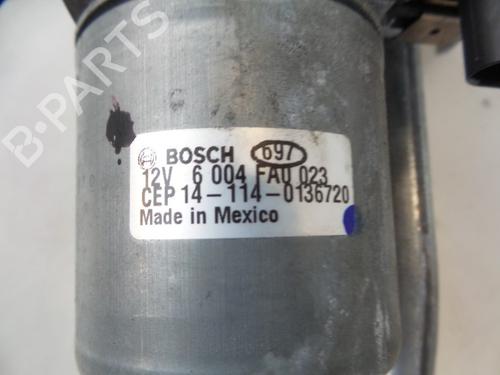 B-PARTS
BOSCH 697
12V 6 004 FA0 023
CEP 14-114-0136720
Made in Mexico